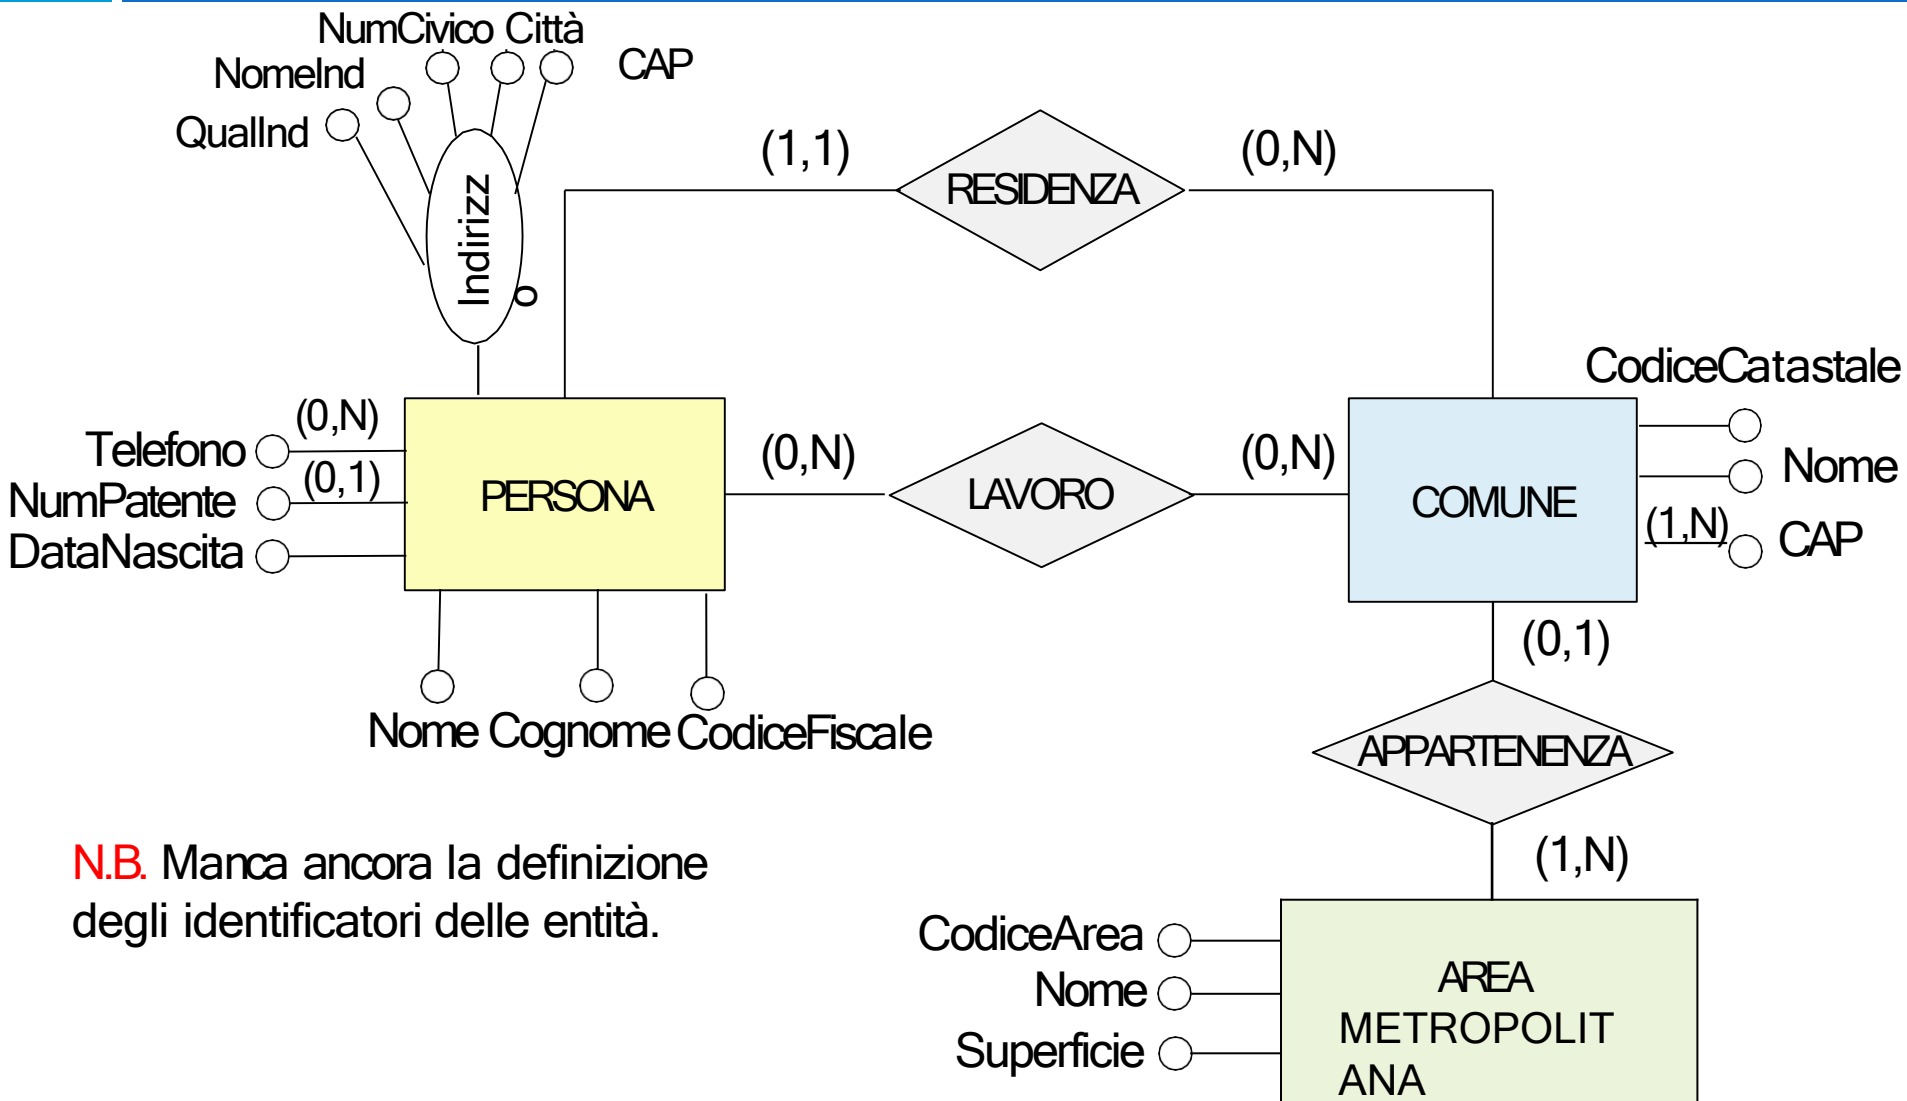 NumCivico Città
NomeInd
CAP
QualInd
Indirizz
o
(1,1)
RESIDENZA
(0,N)
CodiceCatastale
Telefono
(0,N)
NumPatente
(0,1)
DataNascita
PERSONA
(0,N)
LAVORO
(0,N)
COMUNE
Nome
(1,N)
CAP
Nome Cognome CodiceFiscale
(0,1)
APPARTENENZA
(1,N)
N.B. Manca ancora la definizione
degli identificatori delle entità.
CodiceArea
Nome
Superficie
AREA
METROPOLIT
ANA